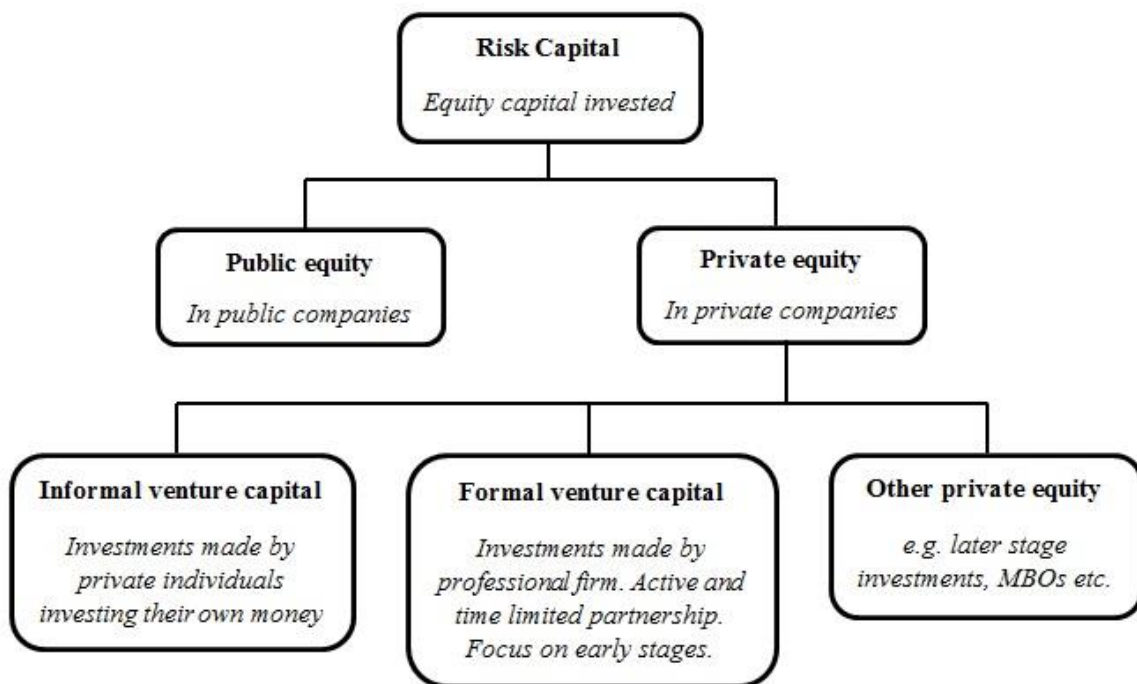 Risk Capital
Equity capital invested
Public equity
In public companies
Private equity
In private companies
Informal venture capital
Investments made by
private individuals
investing their own money
Formal venture capital
Investments made by
professional firm. Active and
time limited partnership.
Focus on early stages.
Other private equity
e.g. later stage
investments, MBOs etc.